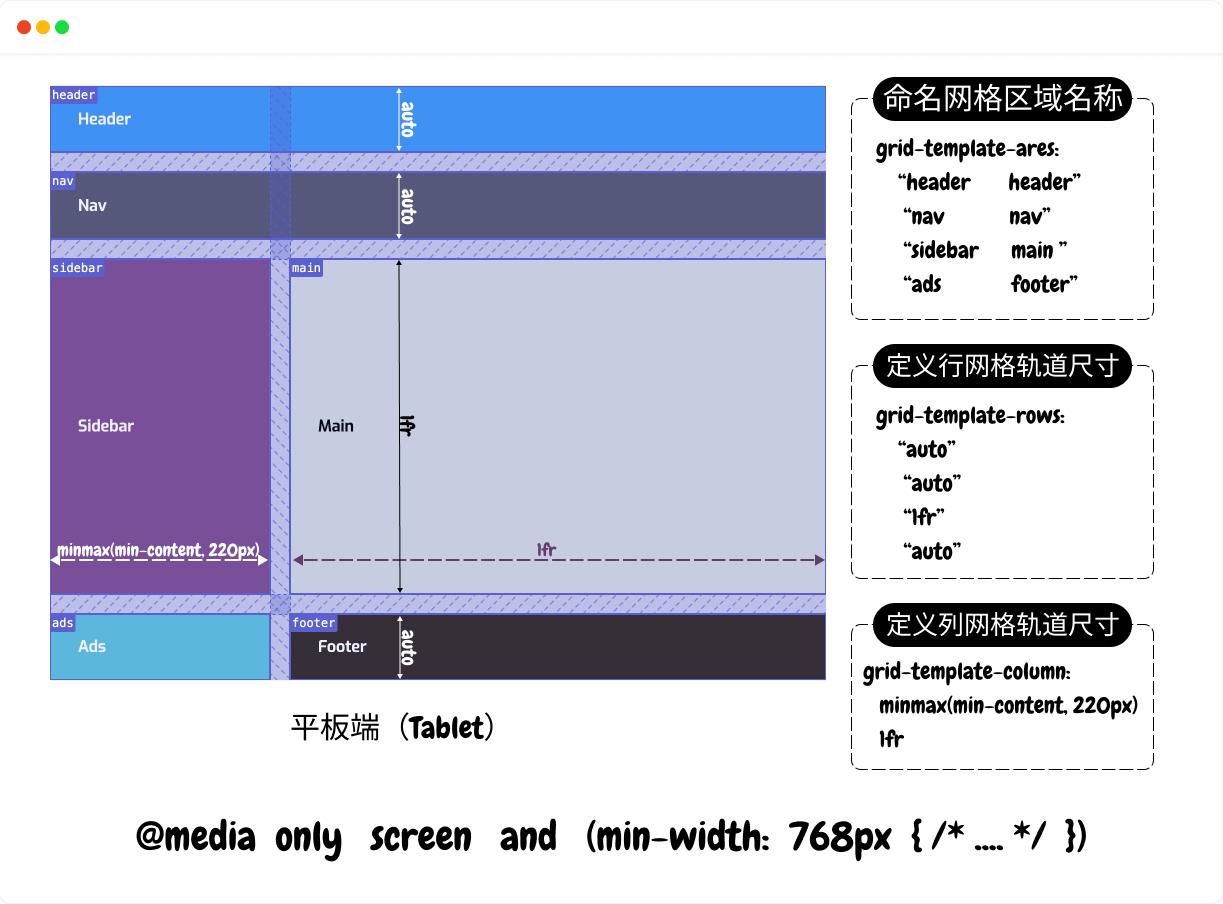 header
Header
auto
nav
Nav
auto
sidebar
Sidebar
minmax(min-content, 220px)
main
Main
1fr
1fr
ads
Ads
footer
Footer
auto
平板端（Tablet）
命名网格区域名称
grid-template-ares:
“header header”
“nav nav”
“sidebar main ”
“ads footer”
定义行网格轨道尺寸
grid-template-rows:
“auto”
“auto”
“1fr”
“auto”
定义列网格轨道尺寸
grid-template-column:
minmax(min-content, 220px)
1fr
@media only screen and (min-width: 768px { /* .... */ })